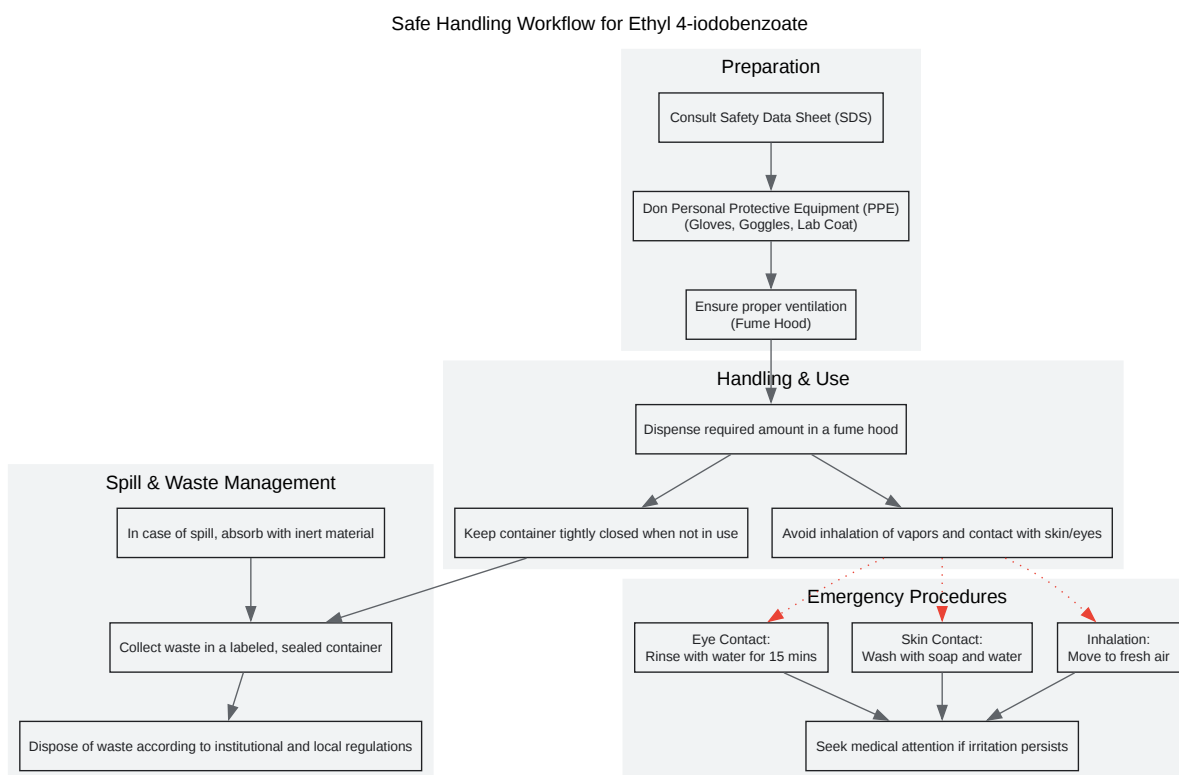 Safe Handling Workflow for Ethyl 4-iodobenzoate
Preparation
Consult Safety Data Sheet (SDS)
Don Personal Protective Equipment (PPE)
(Gloves, Goggles, Lab Coat)
Ensure proper ventilation
(Fume Hood)
Handling & Use
Dispense required amount in a fume hood
Keep container tightly closed when not in use
Avoid inhalation of vapors and contact with skin/eyes
Spill & Waste Management
In case of spill, absorb with inert material
Collect waste in a labeled, sealed container
Dispose of waste according to institutional and local regulations
Emergency Procedures
Eye Contact:
Rinse with water for 15 mins
Skin Contact:
Wash with soap and water
Inhalation:
Move to fresh air
Seek medical attention if irritation persists